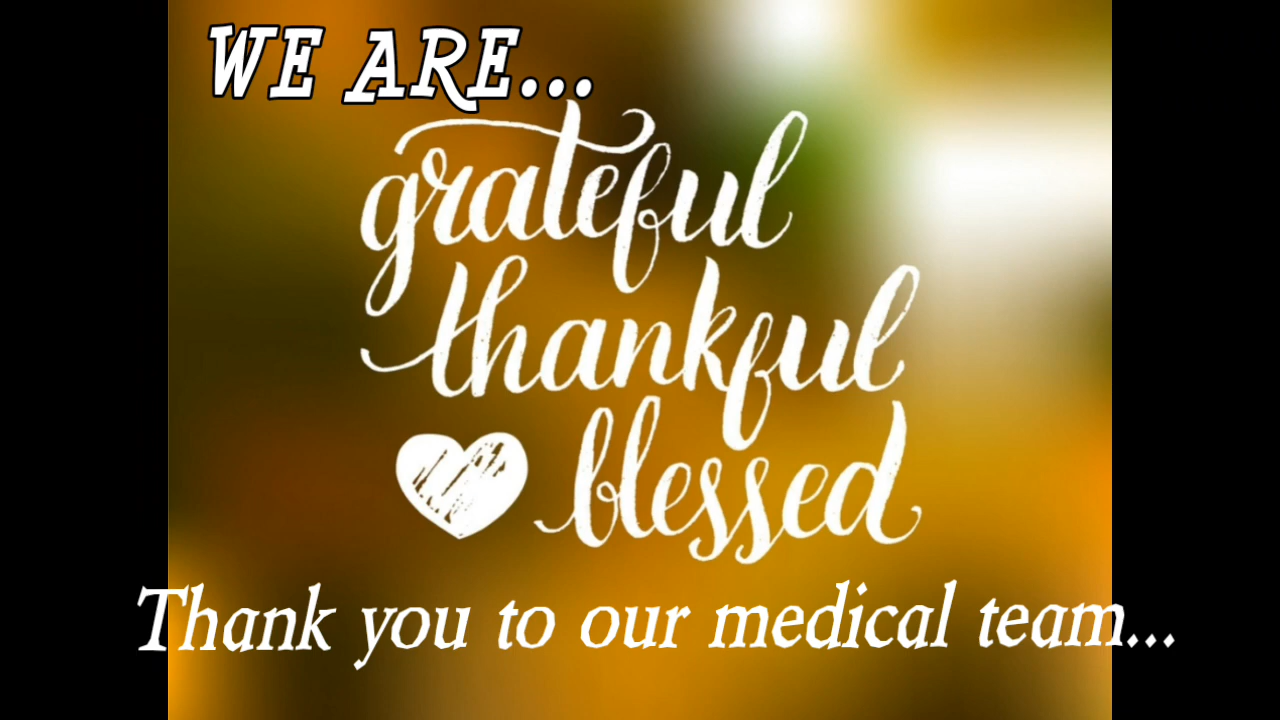 WE ARE...
grateful
thankful
blessed
Thank you to our medical team...